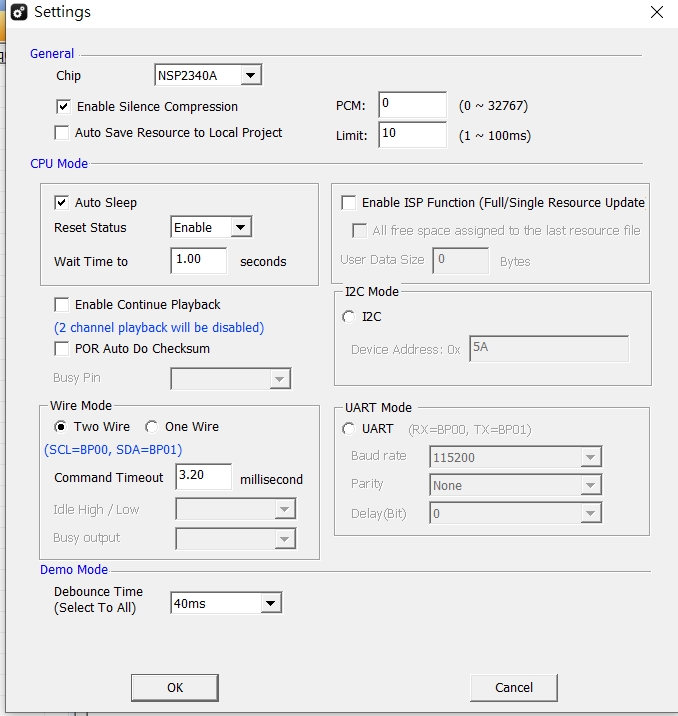 Settings
General
Chip NSP2340A
Enable Silence Compression PCM: 0 (0 ~ 32767)
Auto Save Resource to Local Project Limit: 10 (1 ~ 100ms)
CPU Mode
Auto Sleep
Reset Status Enable
Wait Time to 1.00 seconds
Enable ISP Function (Full/Single Resource Update
All free space assigned to the last resource file
User Data Size 0 Bytes
Enable Continue Playback
(2 channel playback will be disabled)
POR Auto Do Checksum
Busy Pin
I2C Mode
I2C
Device Address: 0x 5A
Wire Mode
Two Wire One Wire
(SCL=BP00, SDA=BP01)
Command Timeout 3.20 millisecond
Idle High / Low
Busy output
UART Mode
UART (RX=BP00, TX=BP01)
Baud rate 115200
Parity None
Delay(Bit) 0
Demo Mode
Debounce Time
(Select To All) 40ms
OK Cancel